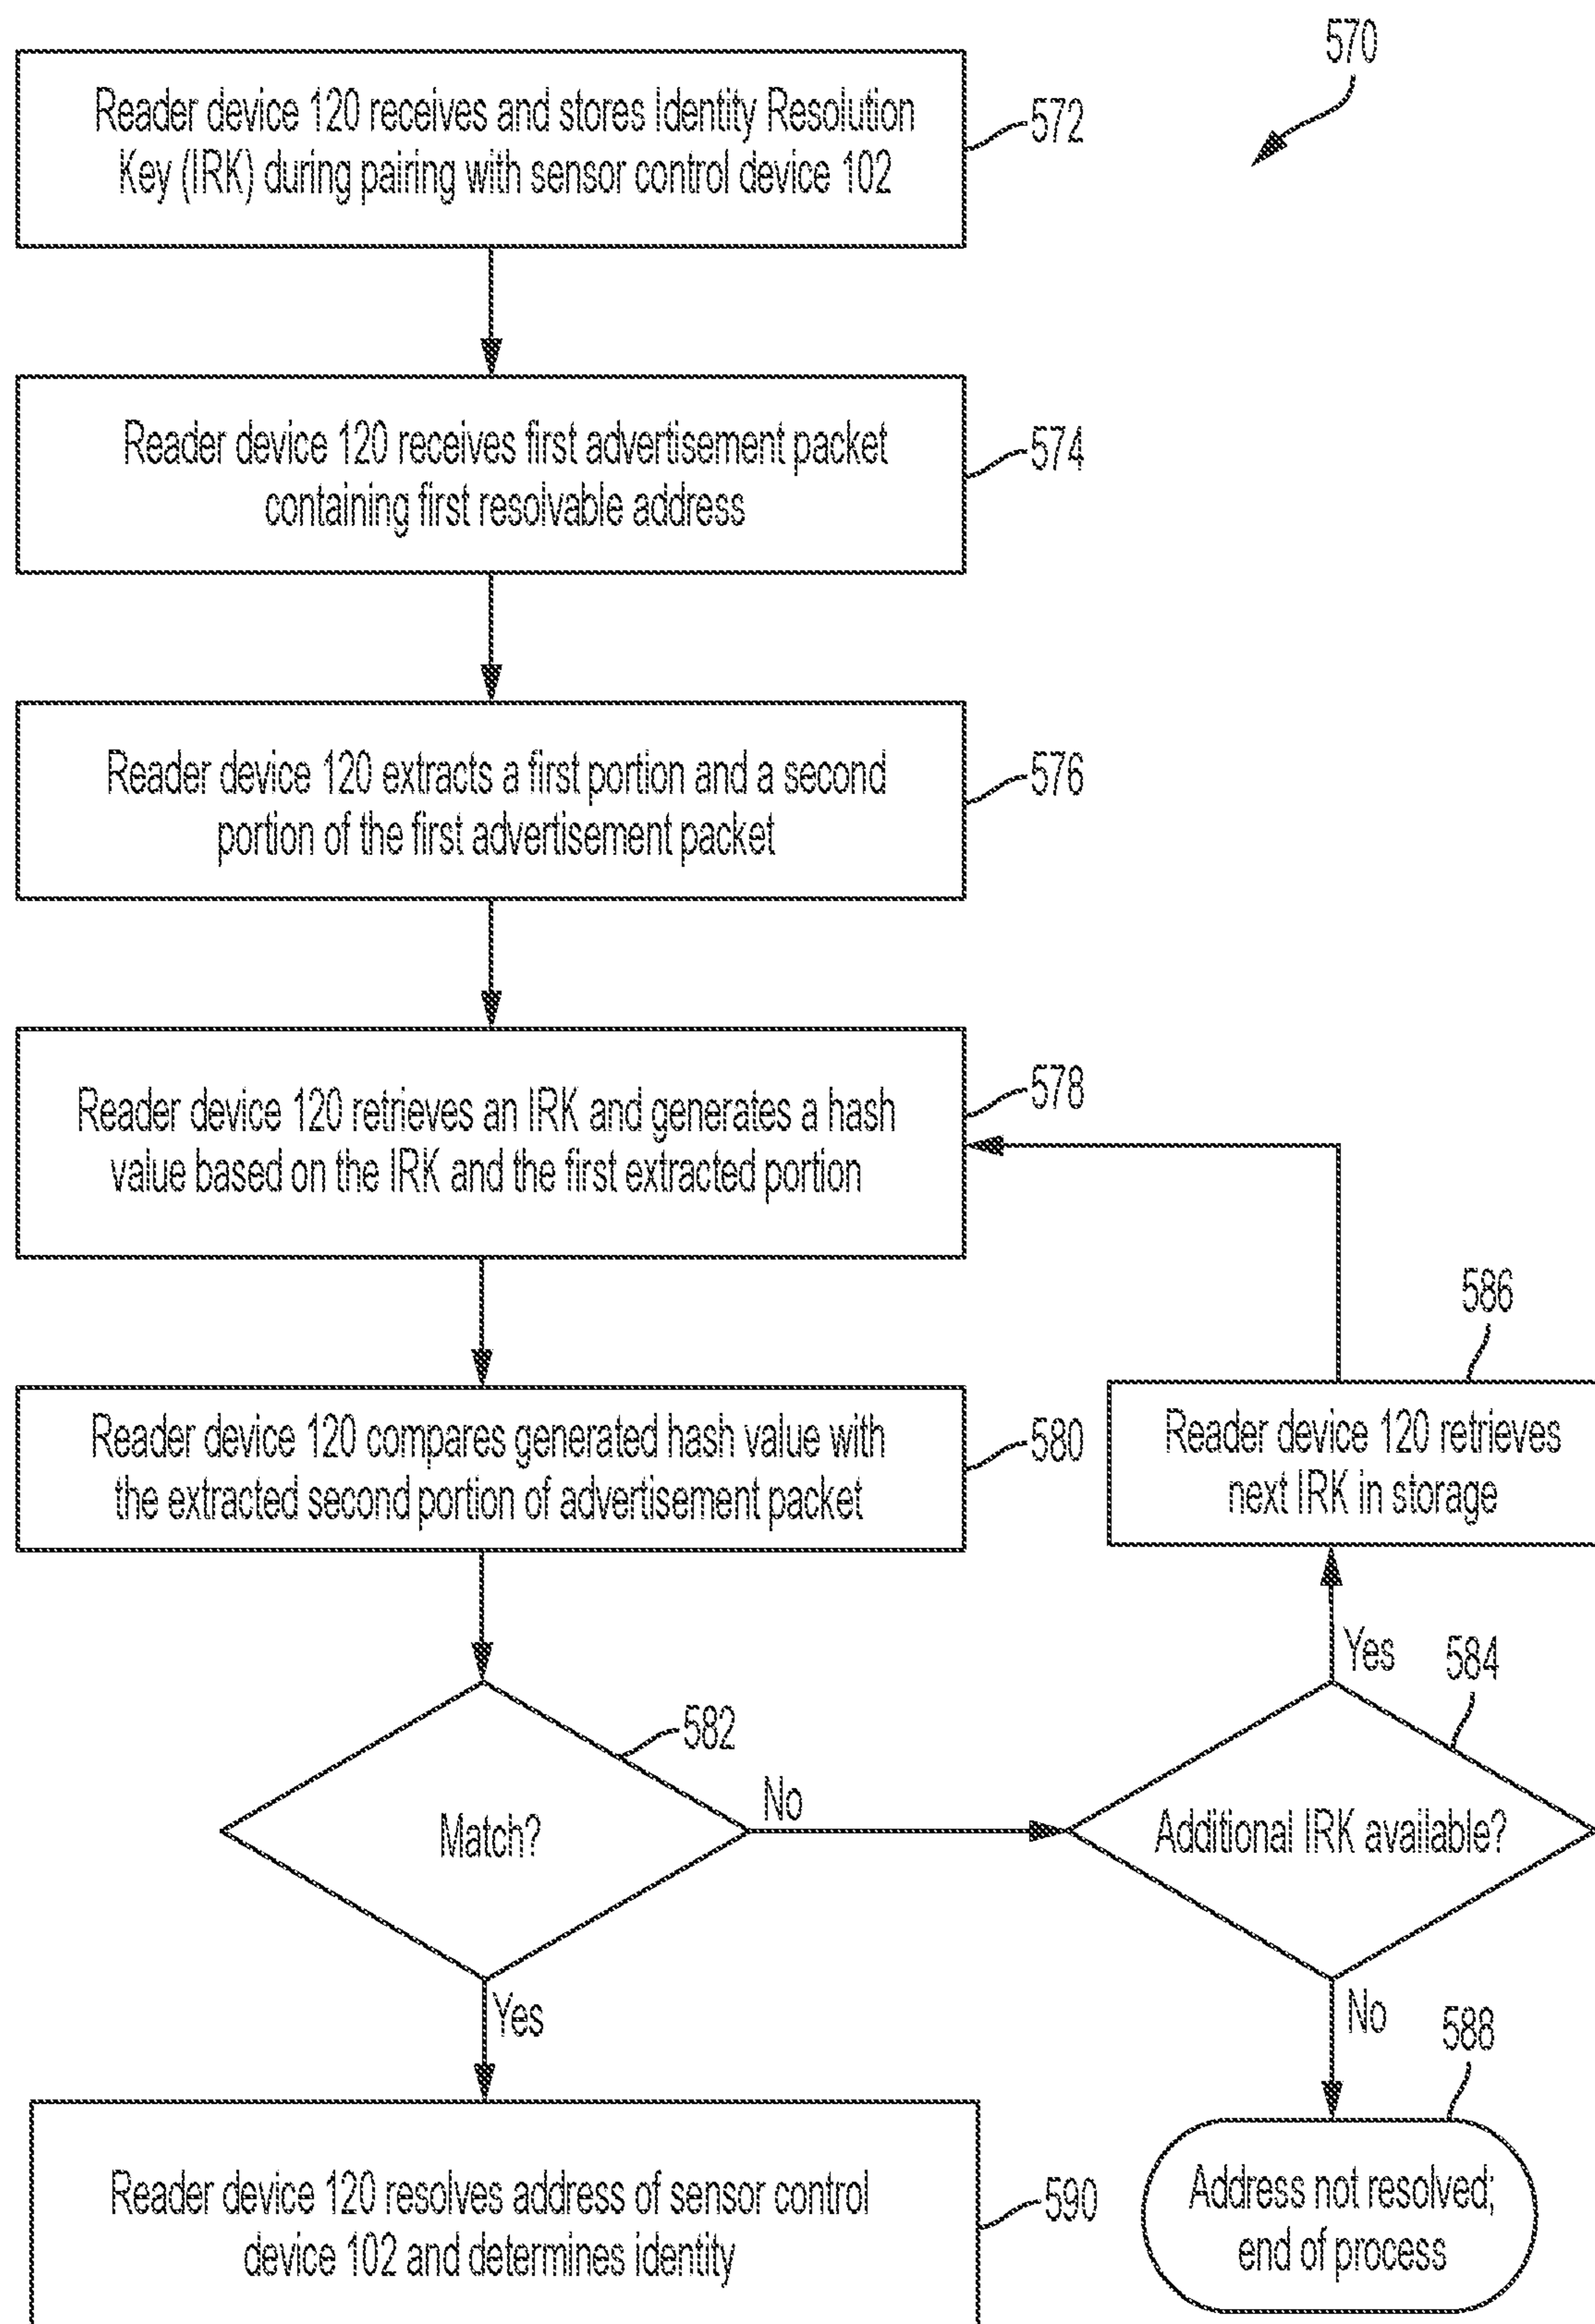 570
Reader device 120 receives and stores Identity Resolution
Key (IRK) during pairing with sensor control device 102
572
Reader device 120 receives first advertisement packet
containing first resolvable address
574
Reader device 120 extracts a first portion and a second
portion of the first advertisement packet
576
Reader device 120 retrieves an IRK and generates a hash
value based on the IRK and the first extracted portion
578
Reader device 120 compares generated hash value with
the extracted second portion of advertisement packet
580
586
Reader device 120 retrieves
next IRK in storage
Match?
582
No
Yes
584
Additional IRK available?
Yes
No
588
Reader device 120 resolves address of sensor control
device 102 and determines identity
590
Address not resolved;
end of process